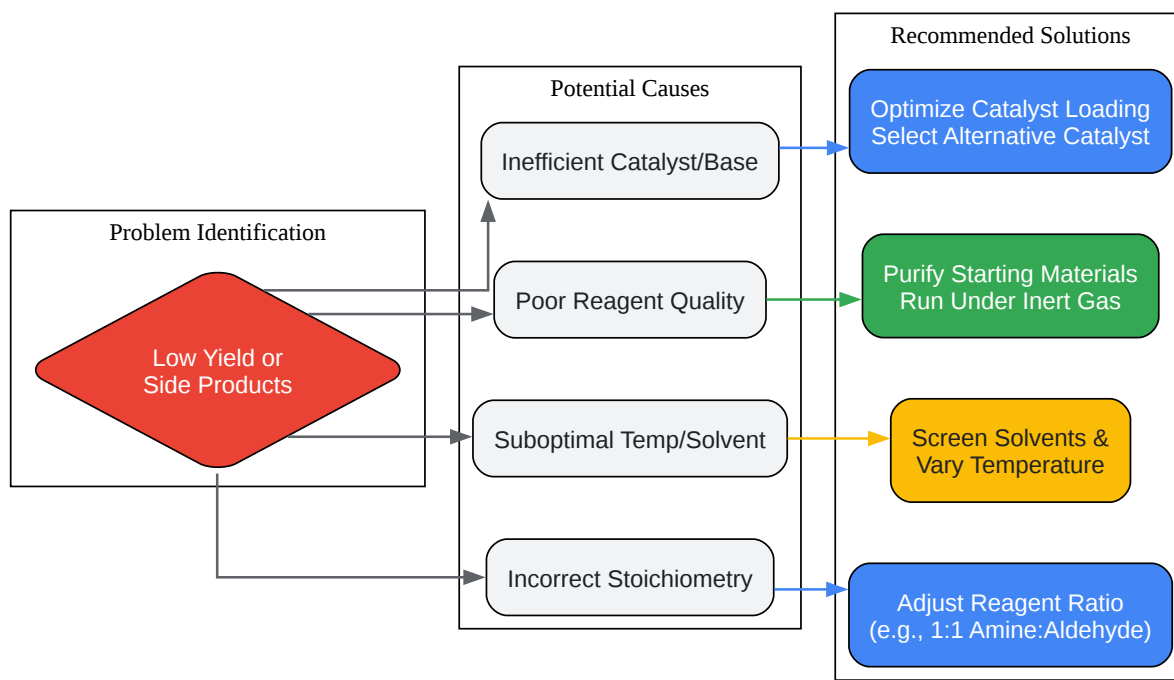 Problem Identification
Low Yield or
Side Products
Potential Causes
Inefficient Catalyst/Base
Poor Reagent Quality
Suboptimal Temp/Solvent
Incorrect Stoichiometry
Recommended Solutions
Optimize Catalyst Loading
Select Alternative Catalyst
Purify Starting Materials
Run Under Inert Gas
Screen Solvents &
Vary Temperature
Adjust Reagent Ratio
(e.g., 1:1 Amine:Aldehyde)